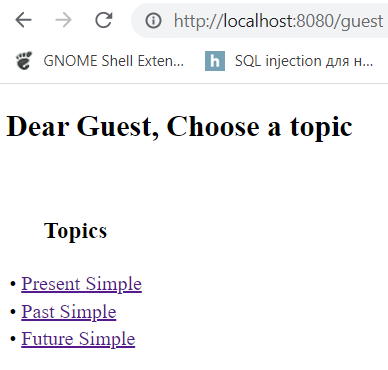 http://localhost:8080/guest
GNOME Shell Exten... SQL injection для н...
Dear Guest, Choose a topic
Topics
• Present Simple
• Past Simple
• Future Simple